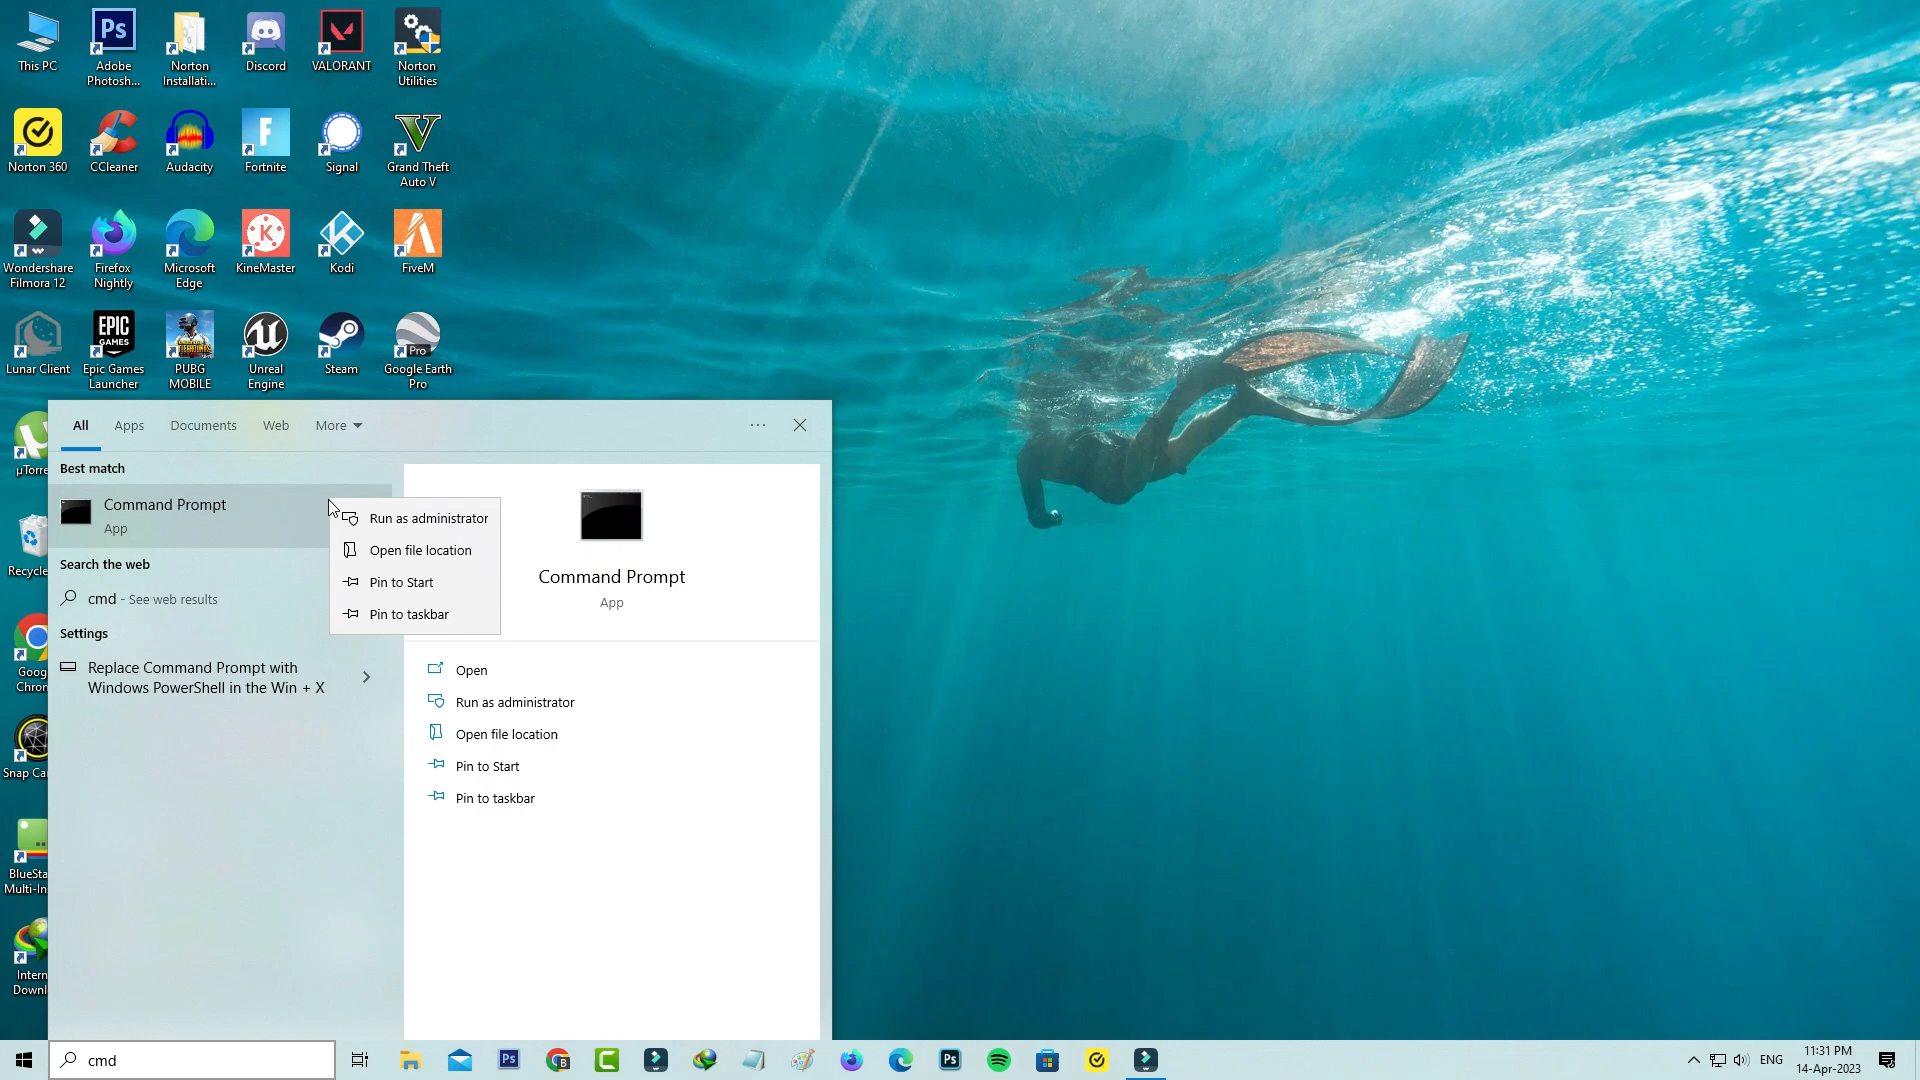 This PC
Adobe
Photosh...
Norton
Installati...
Discord
VALORANT
Norton
Utilities
Norton 360
CCleaner
Audacity
Fortnite
Signal
Grand Theft
Auto V
Wondershare
Filmora 12
Firefox
Nightly
Microsoft
Edge
KineMaster
Kodi
FiveM
EPIC
GAMES
Pro
Lunar Client
Epic Games
Launcher
PUBG
MOBILE
Unreal
Engine
Steam
Google Earth
Pro
µTorre
Recycle
Goog
Chron
Snap Ca
BlueSta
Multi-In
Intern
Downl
All
Apps
Documents
Web
More
Best match
Command Prompt
App
Search the web
cmd - See web results
Settings
Replace Command Prompt with
Windows PowerShell in the Win + X
Run as administrator
Open file location
Pin to Start
Pin to taskbar
Command Prompt
App
Open
Run as administrator
Open file location
Pin to Start
Pin to taskbar
cmd
ENG
11:31 PM
14-Apr-2023